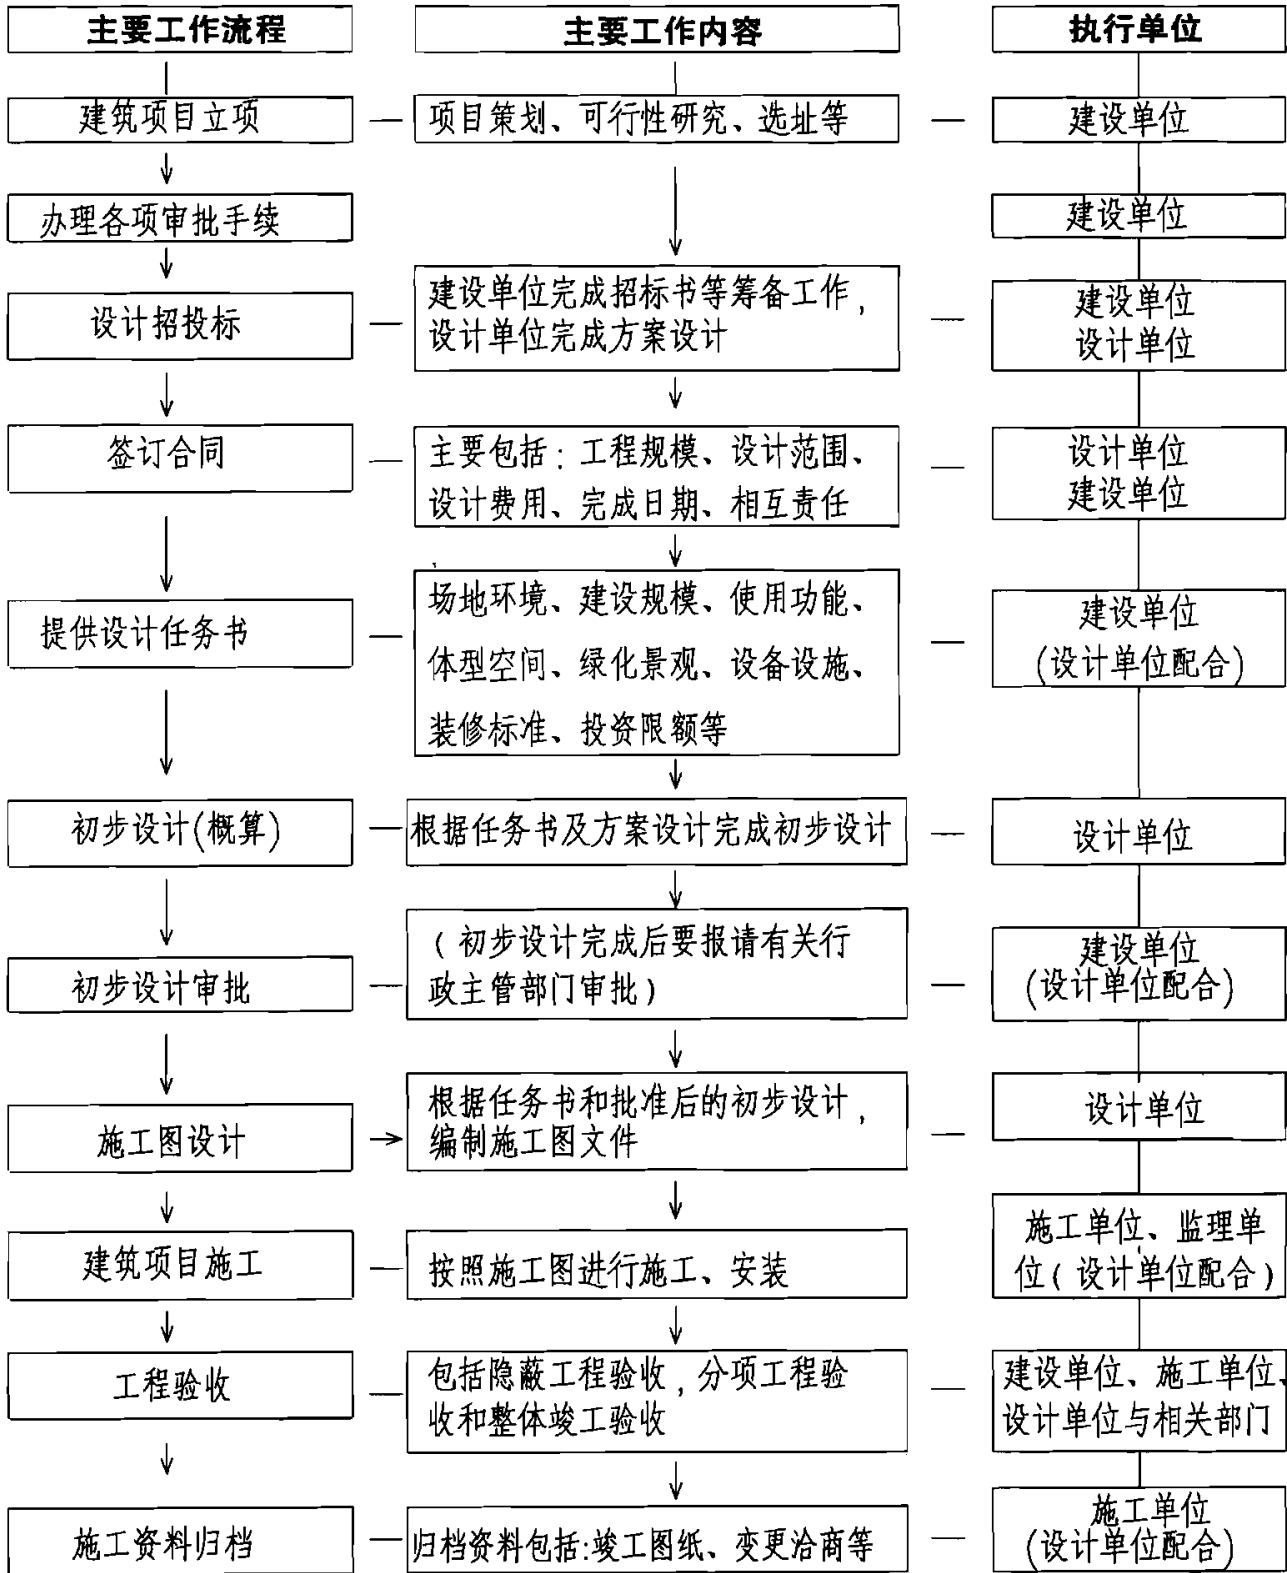 主要工作流程
主要工作内容
执行单位
建筑项目立项
项目策划、可行性研究、选址等
建设单位
办理各项审批手续
建设单位
设计招投标
建设单位完成招标书等筹备工作,
设计单位完成方案设计
建设单位
设计单位
签订合同
主要包括:工程规模、设计范围、
设计费用、完成日期、相互责任
设计单位
建设单位
提供设计任务书
场地环境、建设规模、使用功能、
体型空间、绿化景观、设备设施、
装修标准、投资限额等
建设单位
(设计单位配合)
初步设计(概算)
根据任务书及方案设计完成初步设计
设计单位
初步设计审批
(初步设计完成后要报请有关行
政主管部门审批)
建设单位
(设计单位配合)
施工图设计
根据任务书和批准后的初步设计,
编制施工图文件
设计单位
建筑项目施工
按照施工图进行施工、安装
施工单位、监理单
位(设计单位配合)
工程验收
包括隐蔽工程验收,分项工程验
收和整体竣工验收
建设单位、施工单位、
设计单位与相关部门
施工资料归档
归档资料包括:竣工图纸、变更洽商等
施工单位
(设计单位配合)